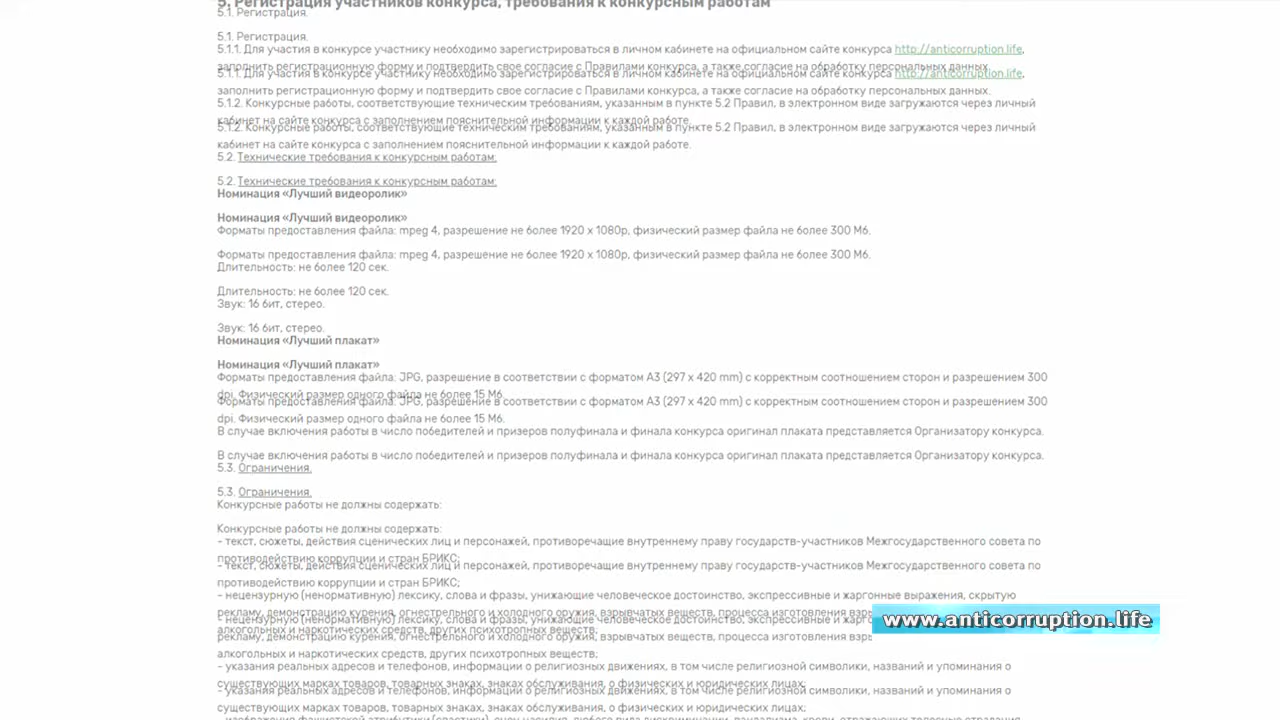 5. Регистрация участников конкурса, требования к конкурсным работам
5.1. Регистрация.
5.1. Регистрация.
5.1.1. Для участия в конкурсе участнику необходимо зарегистрироваться в личном кабинете на официальном сайте конкурса http://anticorruption.life,
заполнить регистрационную форму и подтвердить свое согласие с Правилами конкурса, а также согласие на обработку персональных данных.
5.1.1. Для участия в конкурсе участнику необходимо зарегистрироваться в личном кабинете на официальном сайте конкурса http://anticorruption.life,
заполнить регистрационную форму и подтвердить свое согласие с Правилами конкурса, а также согласие на обработку персональных данных.
5.1.2. Конкурсные работы, соответствующие техническим требованиям, указанным в пункте 5.2 Правил, в электронном виде загружаются через личный
кабинет на сайте конкурса с заполнением пояснительной информации к каждой работе.
5.1.2. Конкурсные работы, соответствующие техническим требованиям, указанным в пункте 5.2 Правил, в электронном виде загружаются через личный
кабинет на сайте конкурса с заполнением пояснительной информации к каждой работе.
5.2. Технические требования к конкурсным работам:
5.2. Технические требования к конкурсным работам:
Номинация «Лучший видеоролик»
Номинация «Лучший видеоролик»
Форматы предоставления файла: mpeg 4, разрешение не более 1920 x 1080p, физический размер файла не более 300 Мб.
Форматы предоставления файла: mpeg 4, разрешение не более 1920 x 1080p, физический размер файла не более 300 Мб.
Длительность: не более 120 сек.
Длительность: не более 120 сек.
Звук: 16 бит, стерео.
Звук: 16 бит, стерео.
Номинация «Лучший плакат»
Номинация «Лучший плакат»
Форматы предоставления файла: JPG, разрешение в соответствии с форматом А3 (297 x 420 mm) с корректным соотношением сторон и разрешением 300
dpi. Физический размер одного файла не более 15 Мб.
Форматы предоставления файла: JPG, разрешение в соответствии с форматом А3 (297 x 420 mm) с корректным соотношением сторон и разрешением 300
dpi. Физический размер одного файла не более 15 Мб.
В случае включения работы в число победителей и призеров полуфинала и финала конкурса оригинал плаката представляется Организатору конкурса.
В случае включения работы в число победителей и призеров полуфинала и финала конкурса оригинал плаката представляется Организатору конкурса.
5.3. Ограничения.
5.3. Ограничения.
Конкурсные работы не должны содержать:
Конкурсные работы не должны содержать:
- текст, сюжеты, действия сценических лиц и персонажей, противоречащие внутреннему праву государств-участников Межгосударственного совета по
противодействию коррупции и стран БРИКС;
- текст, сюжеты, действия сценических лиц и персонажей, противоречащие внутреннему праву государств-участников Межгосударственного совета по
противодействию коррупции и стран БРИКС;
- нецензурную (ненормативную) лексику, слова и фразы, унижающие человеческое достоинство, экспрессивные и жаргонные выражения, скрытую
рекламу, демонстрацию курения, огнестрельного и холодного оружия, взрывчатых веществ, процесса изготовления
- нецензурную (ненормативную) лексику, слова и фразы, унижающие человеческое достоинство, экспрессивные и
www.anticorruption.life
алкогольных и наркотических средств, других психотропных веществ;
рекламу, демонстрацию курения, огнестрельного и холодного оружия, взрывчатых веществ, процесса изготовления
алкогольных и наркотических средств, других психотропных веществ;
- указания реальных адресов и телефонов, информации о религиозных движениях, в том числе религиозной символики, названий и упоминания о
существующих марках товаров, товарных знаках, знаках обслуживания, о физических и юридических лицах;
- указания реальных адресов и телефонов, информации о религиозных движениях, в том числе религиозной символики, названий и упоминания о
существующих марках товаров, товарных знаках, знаках обслуживания, о физических и юридических лицах;